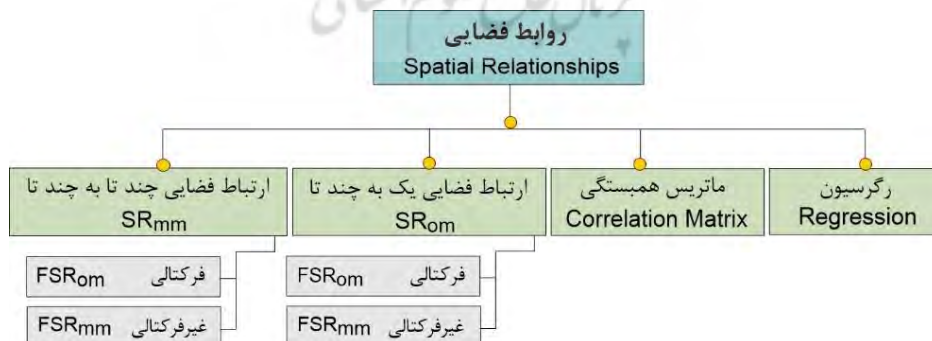 روابط فضایی
Spatial Relationships
رگرسیون
Regression
ماتریس همبستگی
Correlation Matrix
ارتباط فضایی یک به چند تا
SRom
فرکتالی FSRom
غیرفرکتالی FSRmm
ارتباط فضایی چند تا به چند تا
SRmm
فرکتالی FSRom
غیرفرکتالی FSRmm